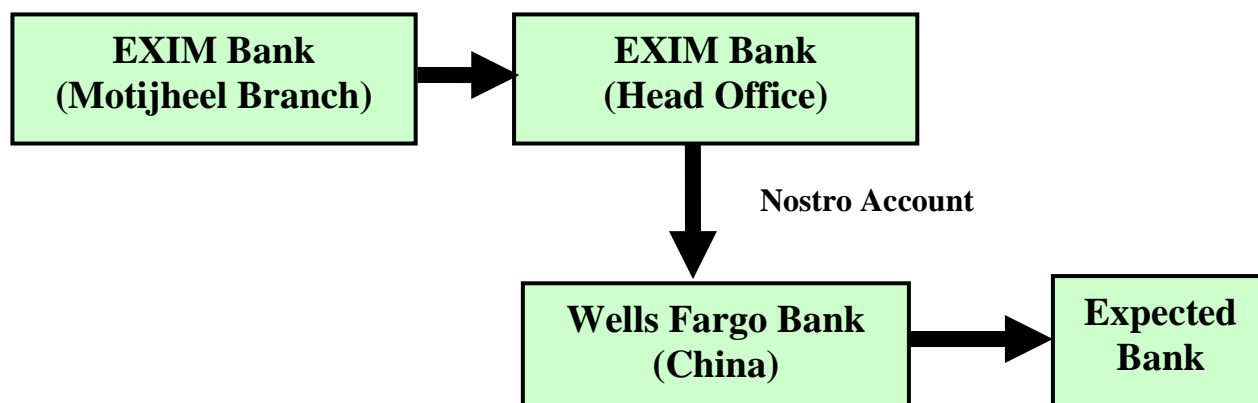 EXIM Bank
(Motijheel Branch)
EXIM Bank
(Head Office)
Nostro Account
Wells Fargo Bank
(China)
Expected
Bank